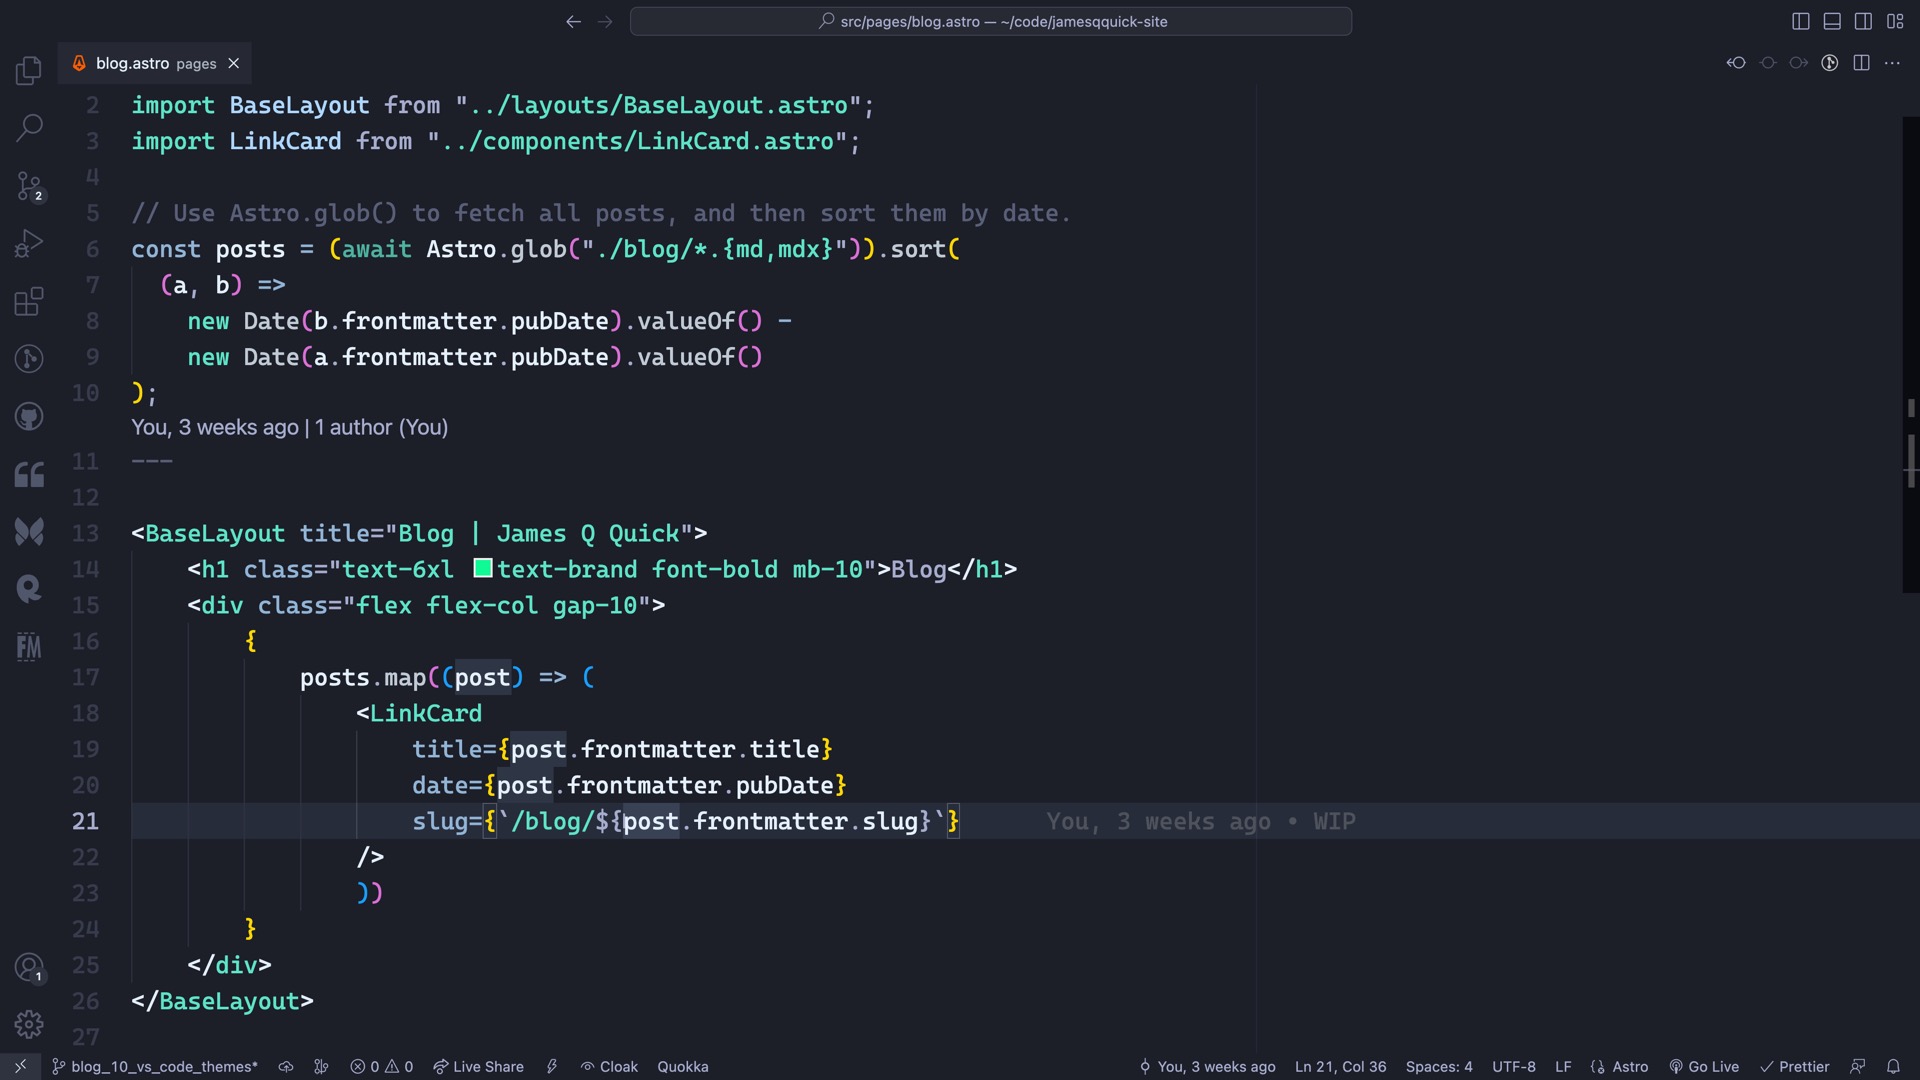 src/pages/blog.astro — ~/code/jamesqquick-site
blog.astro pages
2 import BaseLayout from "../layouts/BaseLayout.astro";
3 import LinkCard from "../components/LinkCard.astro";
4
5 // Use Astro.glob() to fetch all posts, and then sort them by date.
6 const posts = (await Astro.glob("./blog/*.{md,mdx}")).sort(
7 (a, b) =>
8 new Date(b.frontmatter.pubDate).valueOf() -
9 new Date(a.frontmatter.pubDate).valueOf()
10 );
You, 3 weeks ago | 1 author (You)
11 ---
12
13 <BaseLayout title="Blog | James Q Quick">
14 <h1 class="text-6xl text-brand font-bold mb-10">Blog</h1>
15 <div class="flex flex-col gap-10">
16 {
17 posts.map((post) => (
18 <LinkCard
19 title={post.frontmatter.title}
20 date={post.frontmatter.pubDate}
21 slug={`/blog/${post.frontmatter.slug}`} You, 3 weeks ago • WIP
22 />
23 ))
24 }
25 </div>
26 </BaseLayout>
27
2
FM
1
blog_10_vs_code_themes* 0 0 Live Share Cloak Quokka You, 3 weeks ago Ln 21, Col 36 Spaces: 4 UTF-8 LF {} Astro Go Live Prettier